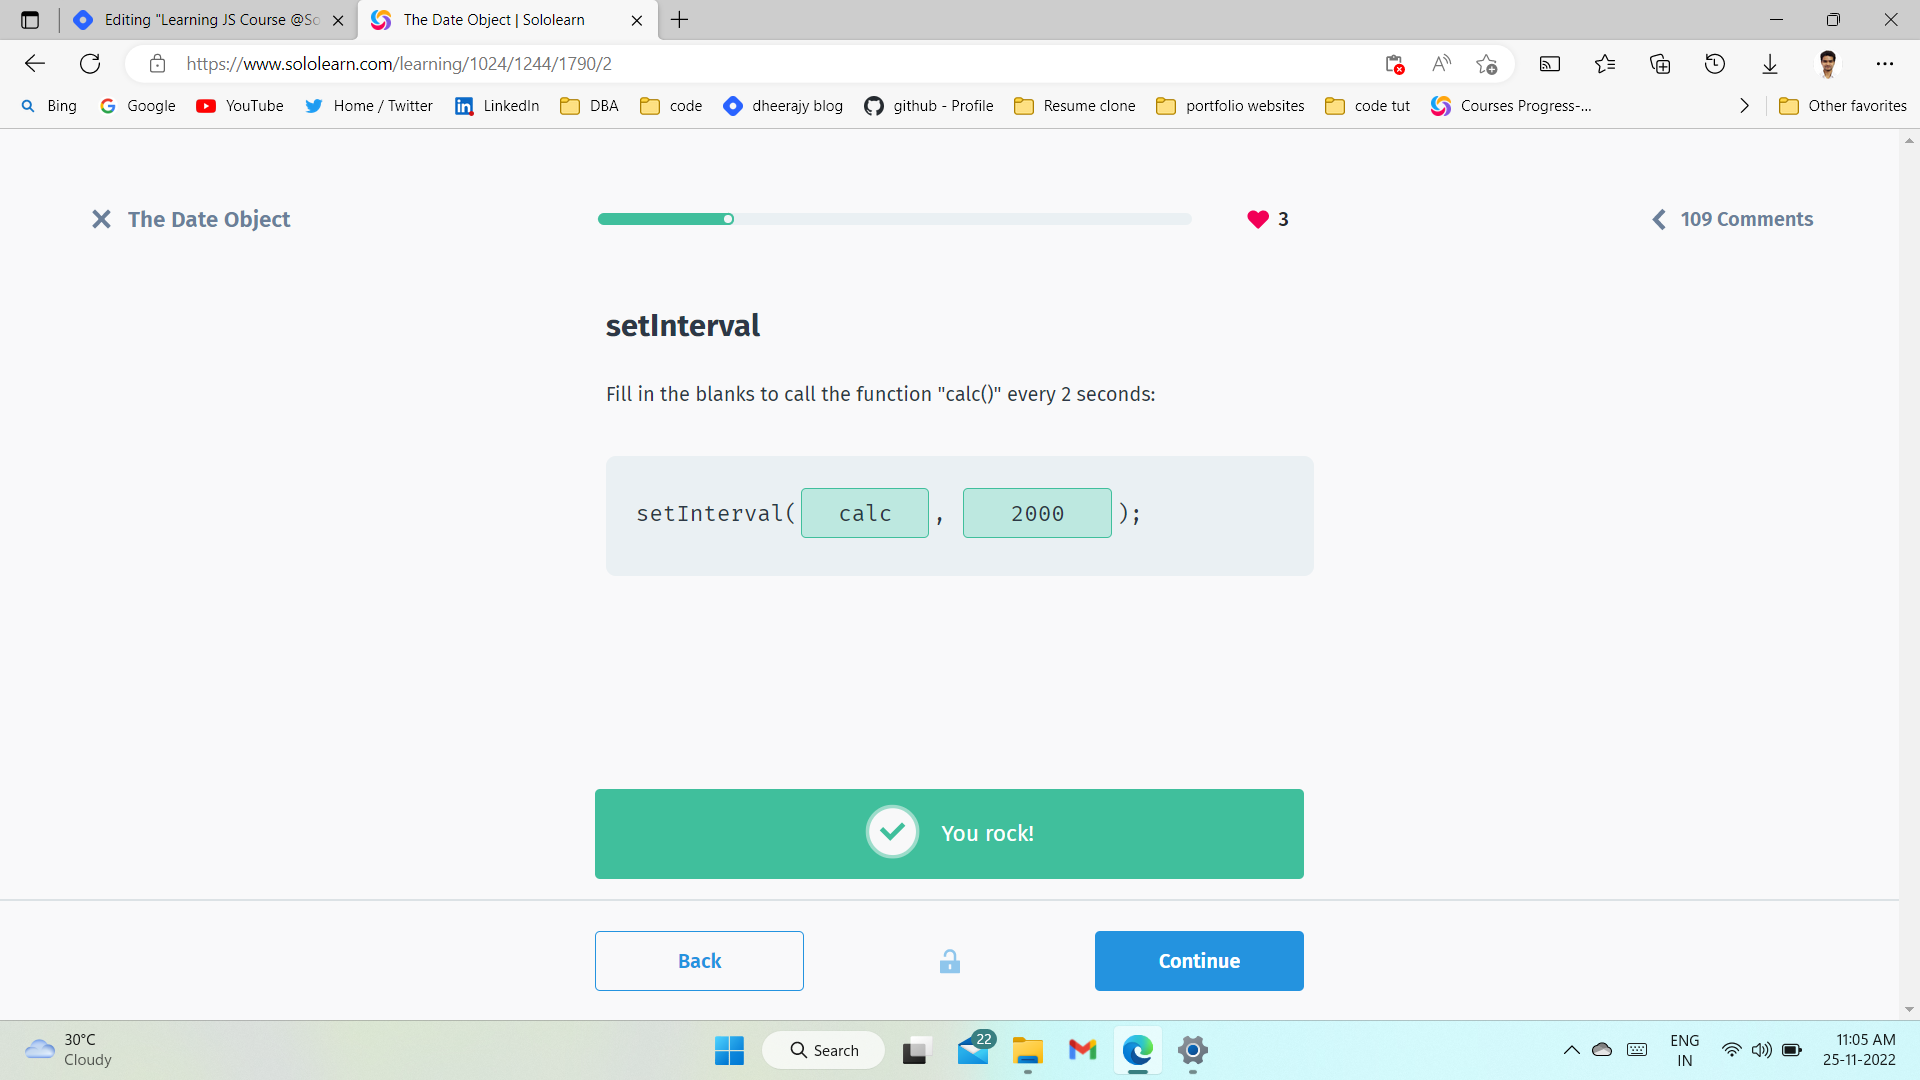 Editing "Learning JS Course @So
The Date Object | Sololearn
https://www.sololearn.com/learning/1024/1244/1790/2
Bing
Google
YouTube
Home / Twitter
LinkedIn
DBA
code
dheerajy blog
github - Profile
Resume clone
portfolio websites
code tut
Courses Progress-...
Other favorites
The Date Object
3
109 Comments
setInterval
Fill in the blanks to call the function "calc()" every 2 seconds:
setInterval( calc , 2000 );
You rock!
Back
Continue
30°C
Cloudy
Search
22
ENG
IN
11:05 AM
25-11-2022